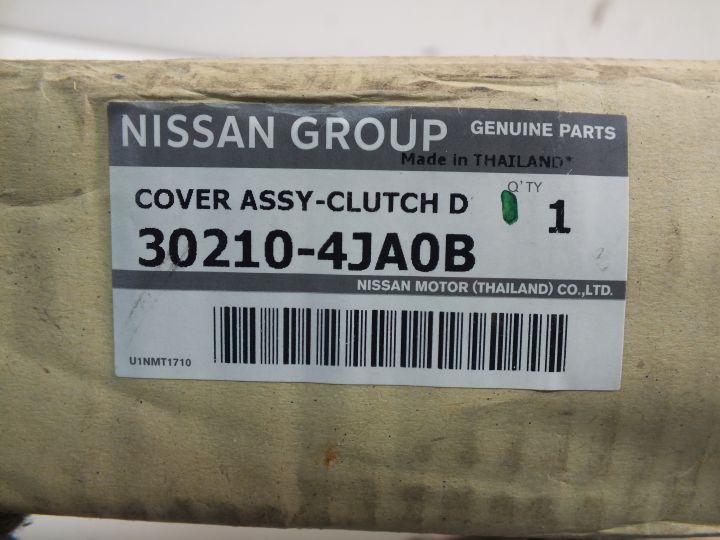 NISSAN GROUP GENUINE PARTS
Made in THAILAND*
COVER ASSY-CLUTCH D Q'TY 1
30210-4JA0B
NISSAN MOTOR (THAILAND) CO.,LTD.
U1NMT1710